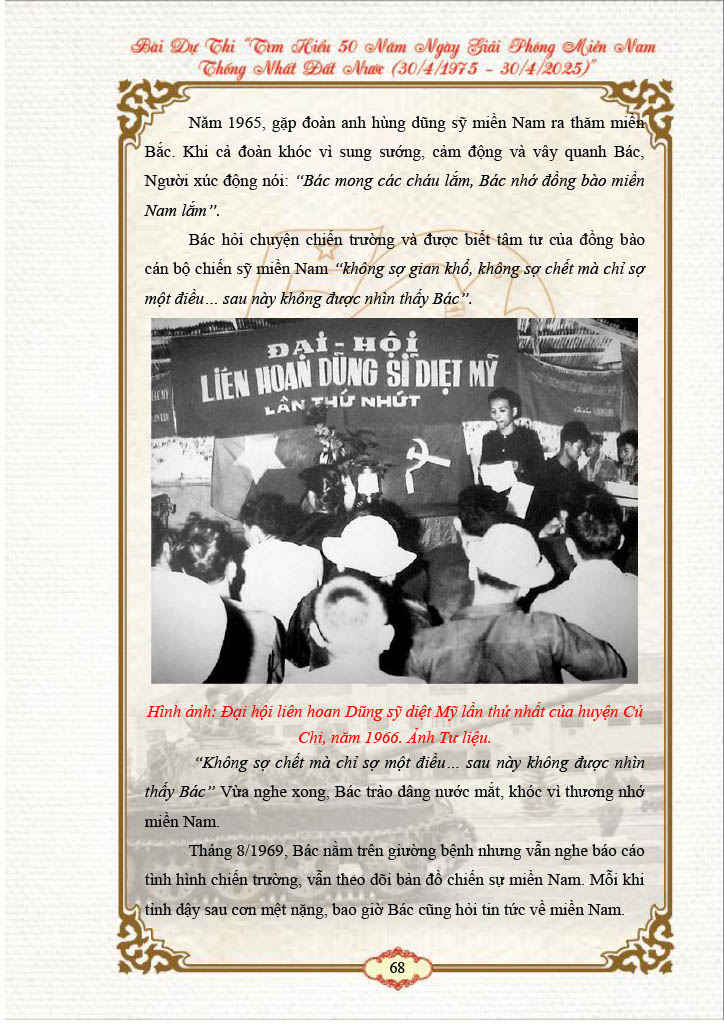 Bài Dự Thi “Tìm Hiểu 50 Năm Ngày Giải Phóng Miền Nam
Thống Nhất Đất Nước (30/4/1975 – 30/4/2025)”
Năm 1965, gặp đoàn anh hùng dũng sỹ miền Nam ra thăm miền
Bắc. Khi cả đoàn khóc vì sung sướng, cảm động và vây quanh Bác,
Người xúc động nói: “Bác mong các cháu lắm, Bác nhớ đồng bào miền
Nam lắm”.
Bác hỏi chuyện chiến trường và được biết tâm tư của đồng bào
cán bộ chiến sỹ miền Nam “không sợ gian khổ, không sợ chết mà chỉ sợ
một điều… sau này không được nhìn thấy Bác”.
ĐẠI - HỘI
LIÊN HOAN DŨNG SĨ DIỆT MỸ
LẦN THỨ NHỨT
Hình ảnh: Đại hội liên hoan Dũng sỹ diệt Mỹ lần thứ nhất của huyện Củ
Chi, năm 1966. Ảnh Tư liệu.
“Không sợ chết mà chỉ sợ một điều… sau này không được nhìn
thấy Bác” Vừa nghe xong, Bác trào dâng nước mắt, khóc vì thương nhớ
miền Nam.
Tháng 8/1969, Bác nằm trên giường bệnh nhưng vẫn nghe báo cáo
tình hình chiến trường, vẫn theo dõi bản đồ chiến sự miền Nam. Mỗi khi
tỉnh dậy sau cơn mệt nặng, bao giờ Bác cũng hỏi tin tức về miền Nam.
68